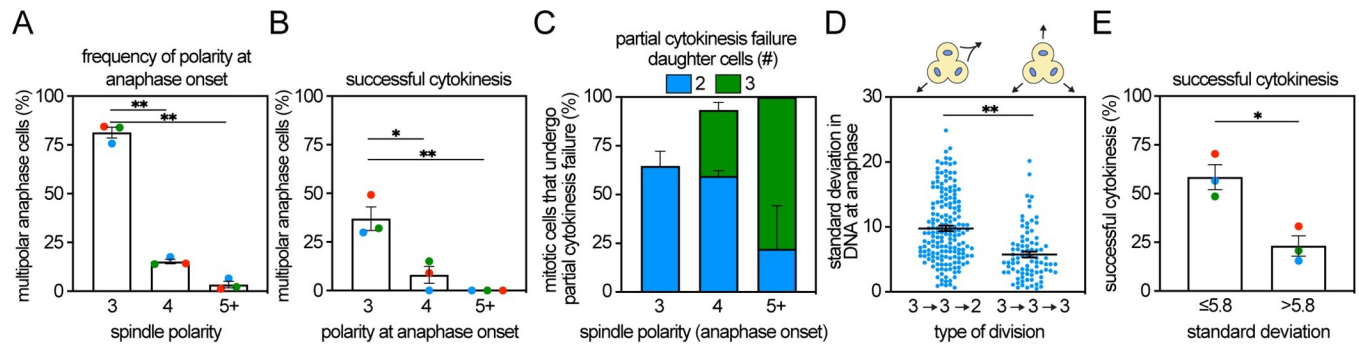 A
frequency of polarity at
anaphase onset
multipolar anaphase cells (%)
100
75
50
25
0
**
**
3 4 5+
spindle polarity
B
successful cytokinesis
multipolar anaphase cells (%)
100
75
50
25
0
*
**
3 4 5+
polarity at anaphase onset
C
partial cytokinesis failure
daughter cells (#)
2 3
mitotic cells that undergo
partial cytokinesis failure (%)
100
75
50
25
0
3 4 5+
spindle polarity (anaphase onset)
D
standard deviation in
DNA at anaphase
30
20
10
0
**
3 → 3 → 2 3 → 3 → 3
type of division
E
successful cytokinesis
successful cytokinesis (%)
100
75
50
25
0
*
≤5.8 >5.8
standard deviation